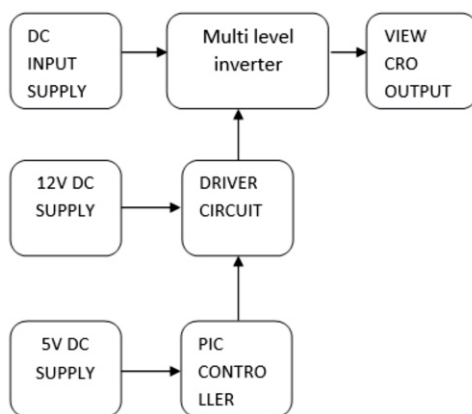 DC
INPUT
SUPPLY
Multi level
inverter
VIEW
CRO
OUTPUT
12V DC
SUPPLY
DRIVER
CIRCUIT
5V DC
SUPPLY
PIC
CONTRO
LLER